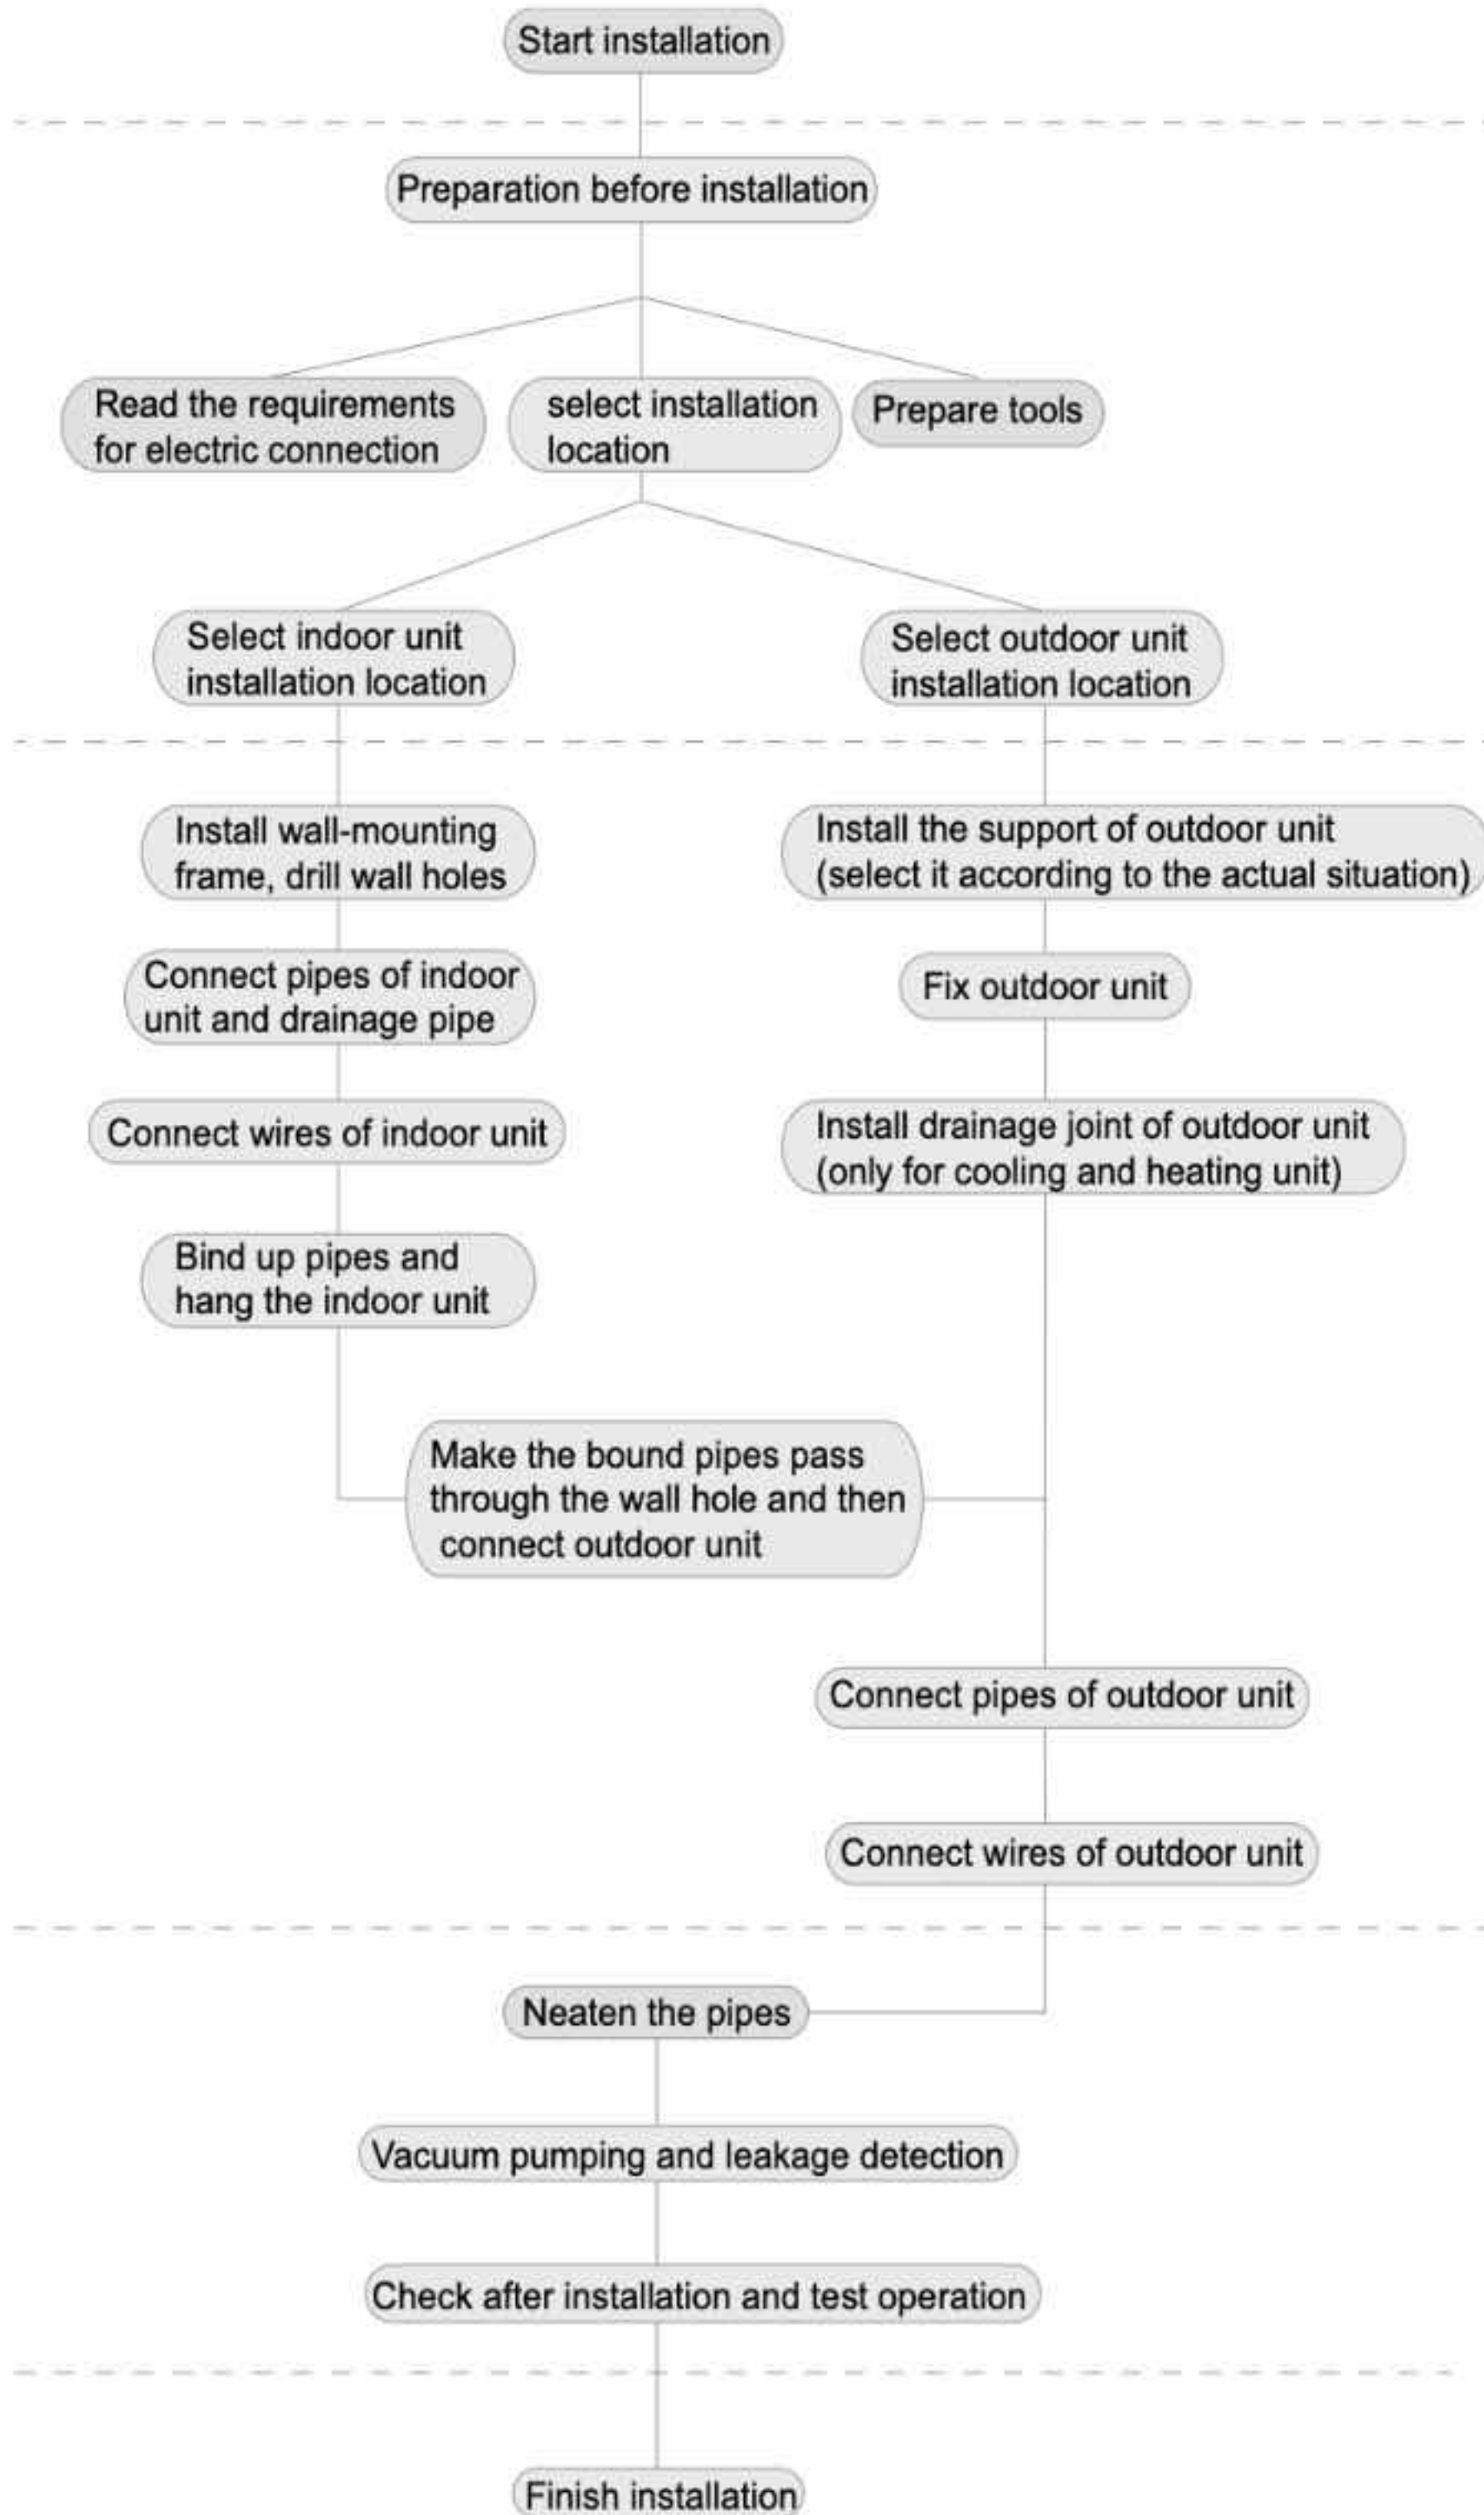 Start installation
Preparation before installation
Read the requirements
for electric connection
select installation
location
Prepare tools
Select indoor unit
installation location
Select outdoor unit
installation location
Install wall-mounting
frame, drill wall holes
Install the support of outdoor unit
(select it according to the actual situation)
Connect pipes of indoor
unit and drainage pipe
Fix outdoor unit
Connect wires of indoor unit
Install drainage joint of outdoor unit
(only for cooling and heating unit)
Bind up pipes and
hang the indoor unit
Make the bound pipes pass
through the wall hole and then
connect outdoor unit
Connect pipes of outdoor unit
Connect wires of outdoor unit
Neaten the pipes
Vacuum pumping and leakage detection
Check after installation and test operation
Finish installation